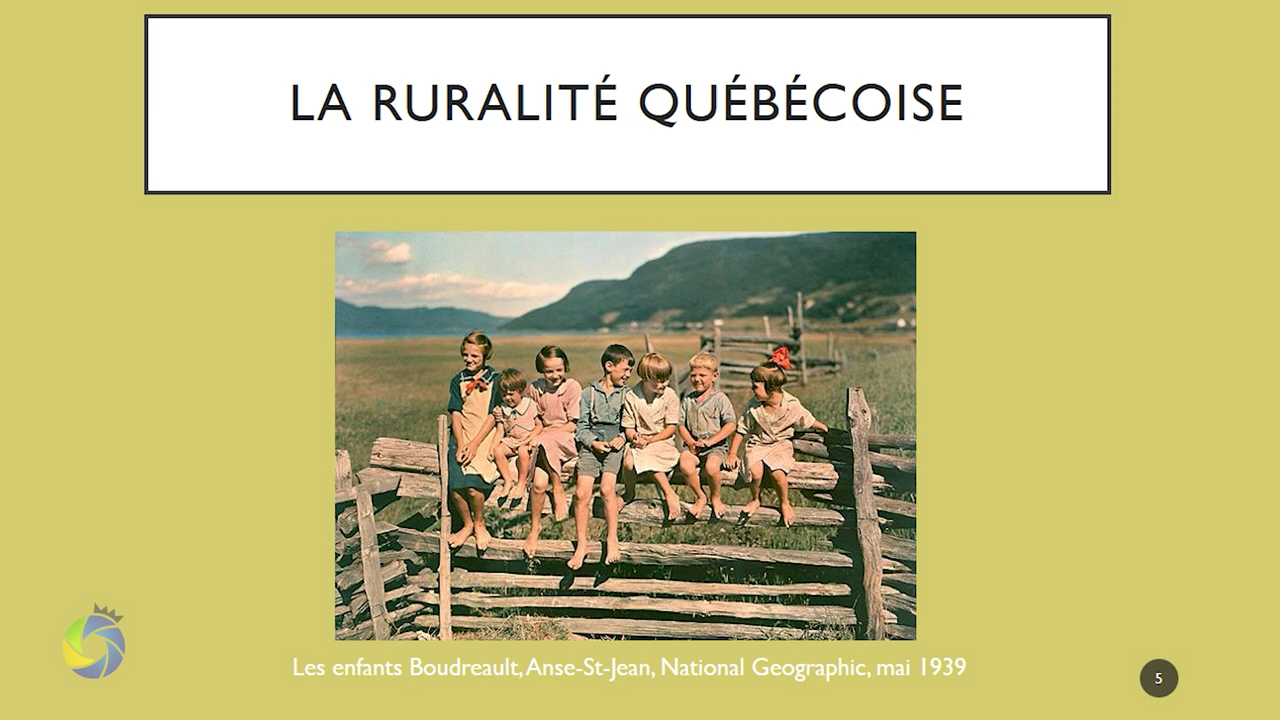 LA RURALITÉ QUÉBÉCOISE
Les enfants Boudreault, Anse-St-Jean, National Geographic, mai 1939
5